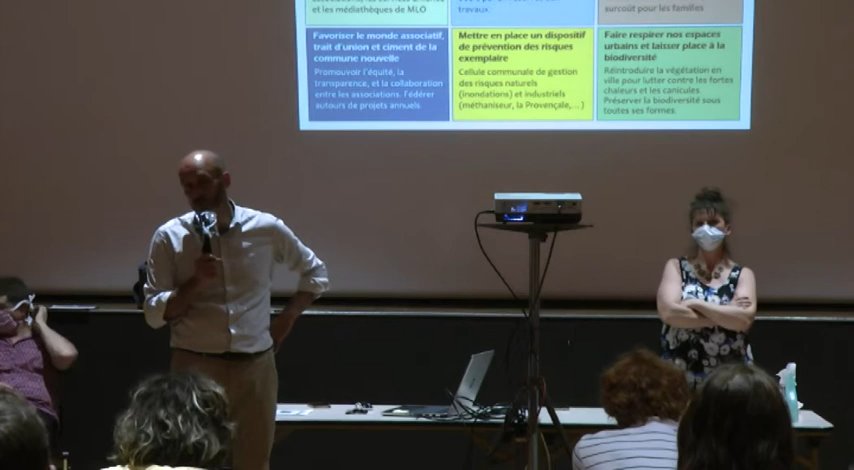 et les médiathèques de MLO
travaux.
surcoût pour les familles
Favoriser le monde associatif,
trait d'union et ciment de la
commune nouvelle
Promouvoir l'équité, la
transparence, et la collaboration
entre les associations. Fédérer
autours de projets annuels.
Mettre en place un dispositif
de prévention des risques
exemplaire
Cellule communale de gestion
des risques naturels
(inondations) et industriels
(méthaniseur, la Provençale,...)
Faire respirer nos espaces
urbains et laisser place à la
biodiversité
Réintroduire la végétation en
ville pour lutter contre les fortes
chaleurs et les canicules.
Préserver la biodiversité sous
toutes ses formes.